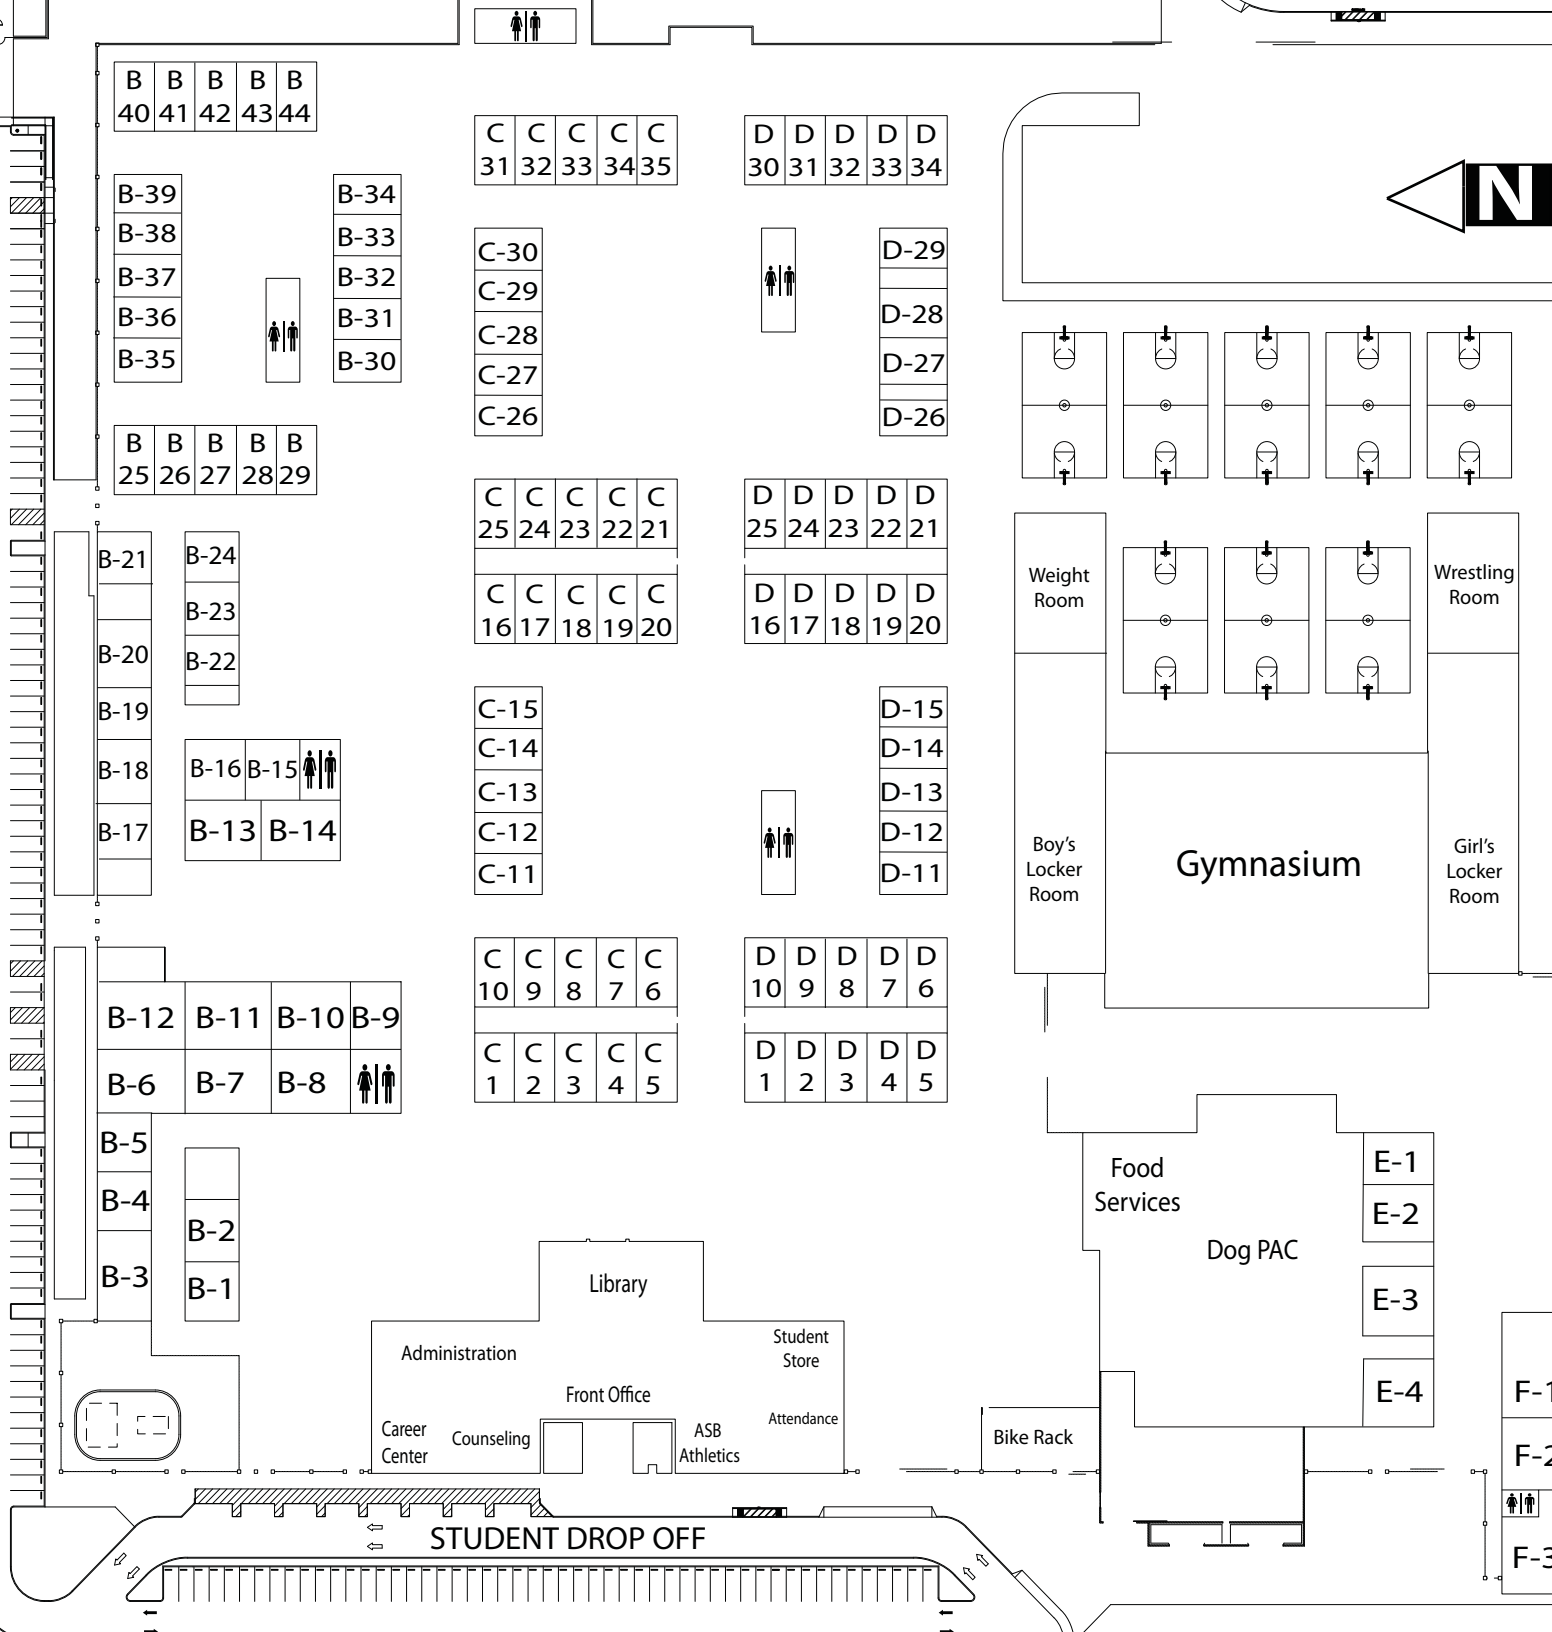 B 40
B 41
B 42
B 43
B 44
C 31
C 32
C 33
C 34
C 35
D 30
D 31
D 32
D 33
D 34
N
B-39
B-38
B-37
B-36
B-35
B-34
B-33
B-32
B-31
B-30
C-30
C-29
C-28
C-27
C-26
D-29
D-28
D-27
D-26
B 25
B 26
B 27
B 28
B 29
C 25
C 24
C 23
C 22
C 21
D 25
D 24
D 23
D 22
D 21
B-21
B-20
B-19
B-18
B-17
B-24
B-23
B-22
C 16
C 17
C 18
C 19
C 20
D 16
D 17
D 18
D 19
D 20
Weight
Room
Wrestling
Room
B-16
B-15
B-13
B-14
C-15
C-14
C-13
C-12
C-11
D-15
D-14
D-13
D-12
D-11
Boy's
Locker
Room
Gymnasium
Girl's
Locker
Room
B-12
B-11
B-10
B-9
B-6
B-7
B-8
C 10
C 9
C 8
C 7
C 6
D 10
D 9
D 8
D 7
D 6
C 1
C 2
C 3
C 4
C 5
D 1
D 2
D 3
D 4
D 5
B-5
B-4
B-3
B-2
B-1
Food
Services
Dog PAC
E-1
E-2
E-3
E-4
Library
Administration
Student
Store
Front Office
Career
Center
Counseling
ASB
Athletics
Attendance
Bike Rack
F-1
F-2
F-3
STUDENT DROP OFF